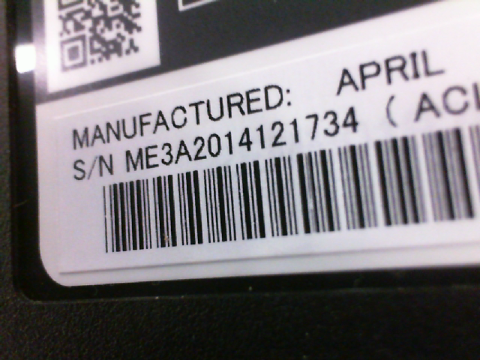 MANUFACTURED: APRIL
S/N ME3A2014121734 (